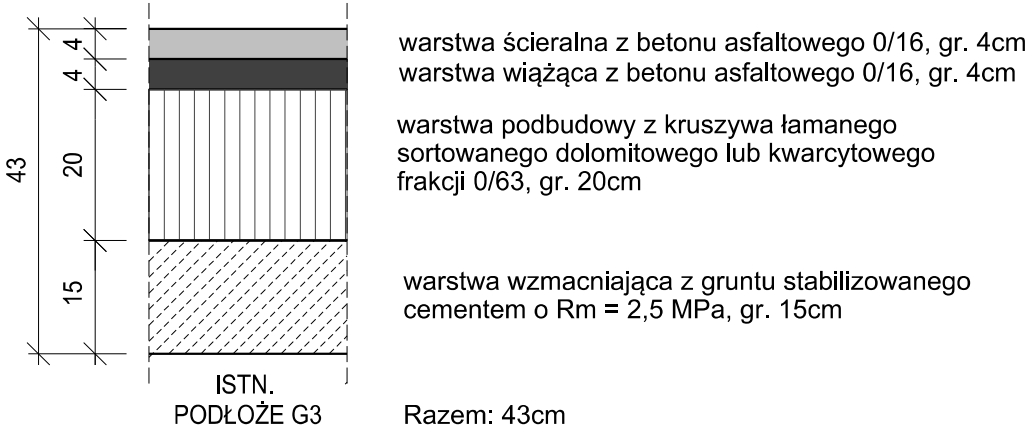 43
4
4
20
15
warstwa ścieralna z betonu asfaltowego 0/16, gr. 4cm
warstwa wiążąca z betonu asfaltowego 0/16, gr. 4cm
warstwa podbudowy z kruszywa łamanego
sortowanego dolomitowego lub kwarcytowego
frakcji 0/63, gr. 20cm
warstwa wzmacniająca z gruntu stabilizowanego
cementem o Rm = 2,5 MPa, gr. 15cm
ISTN.
PODŁOŻE G3
Razem: 43cm